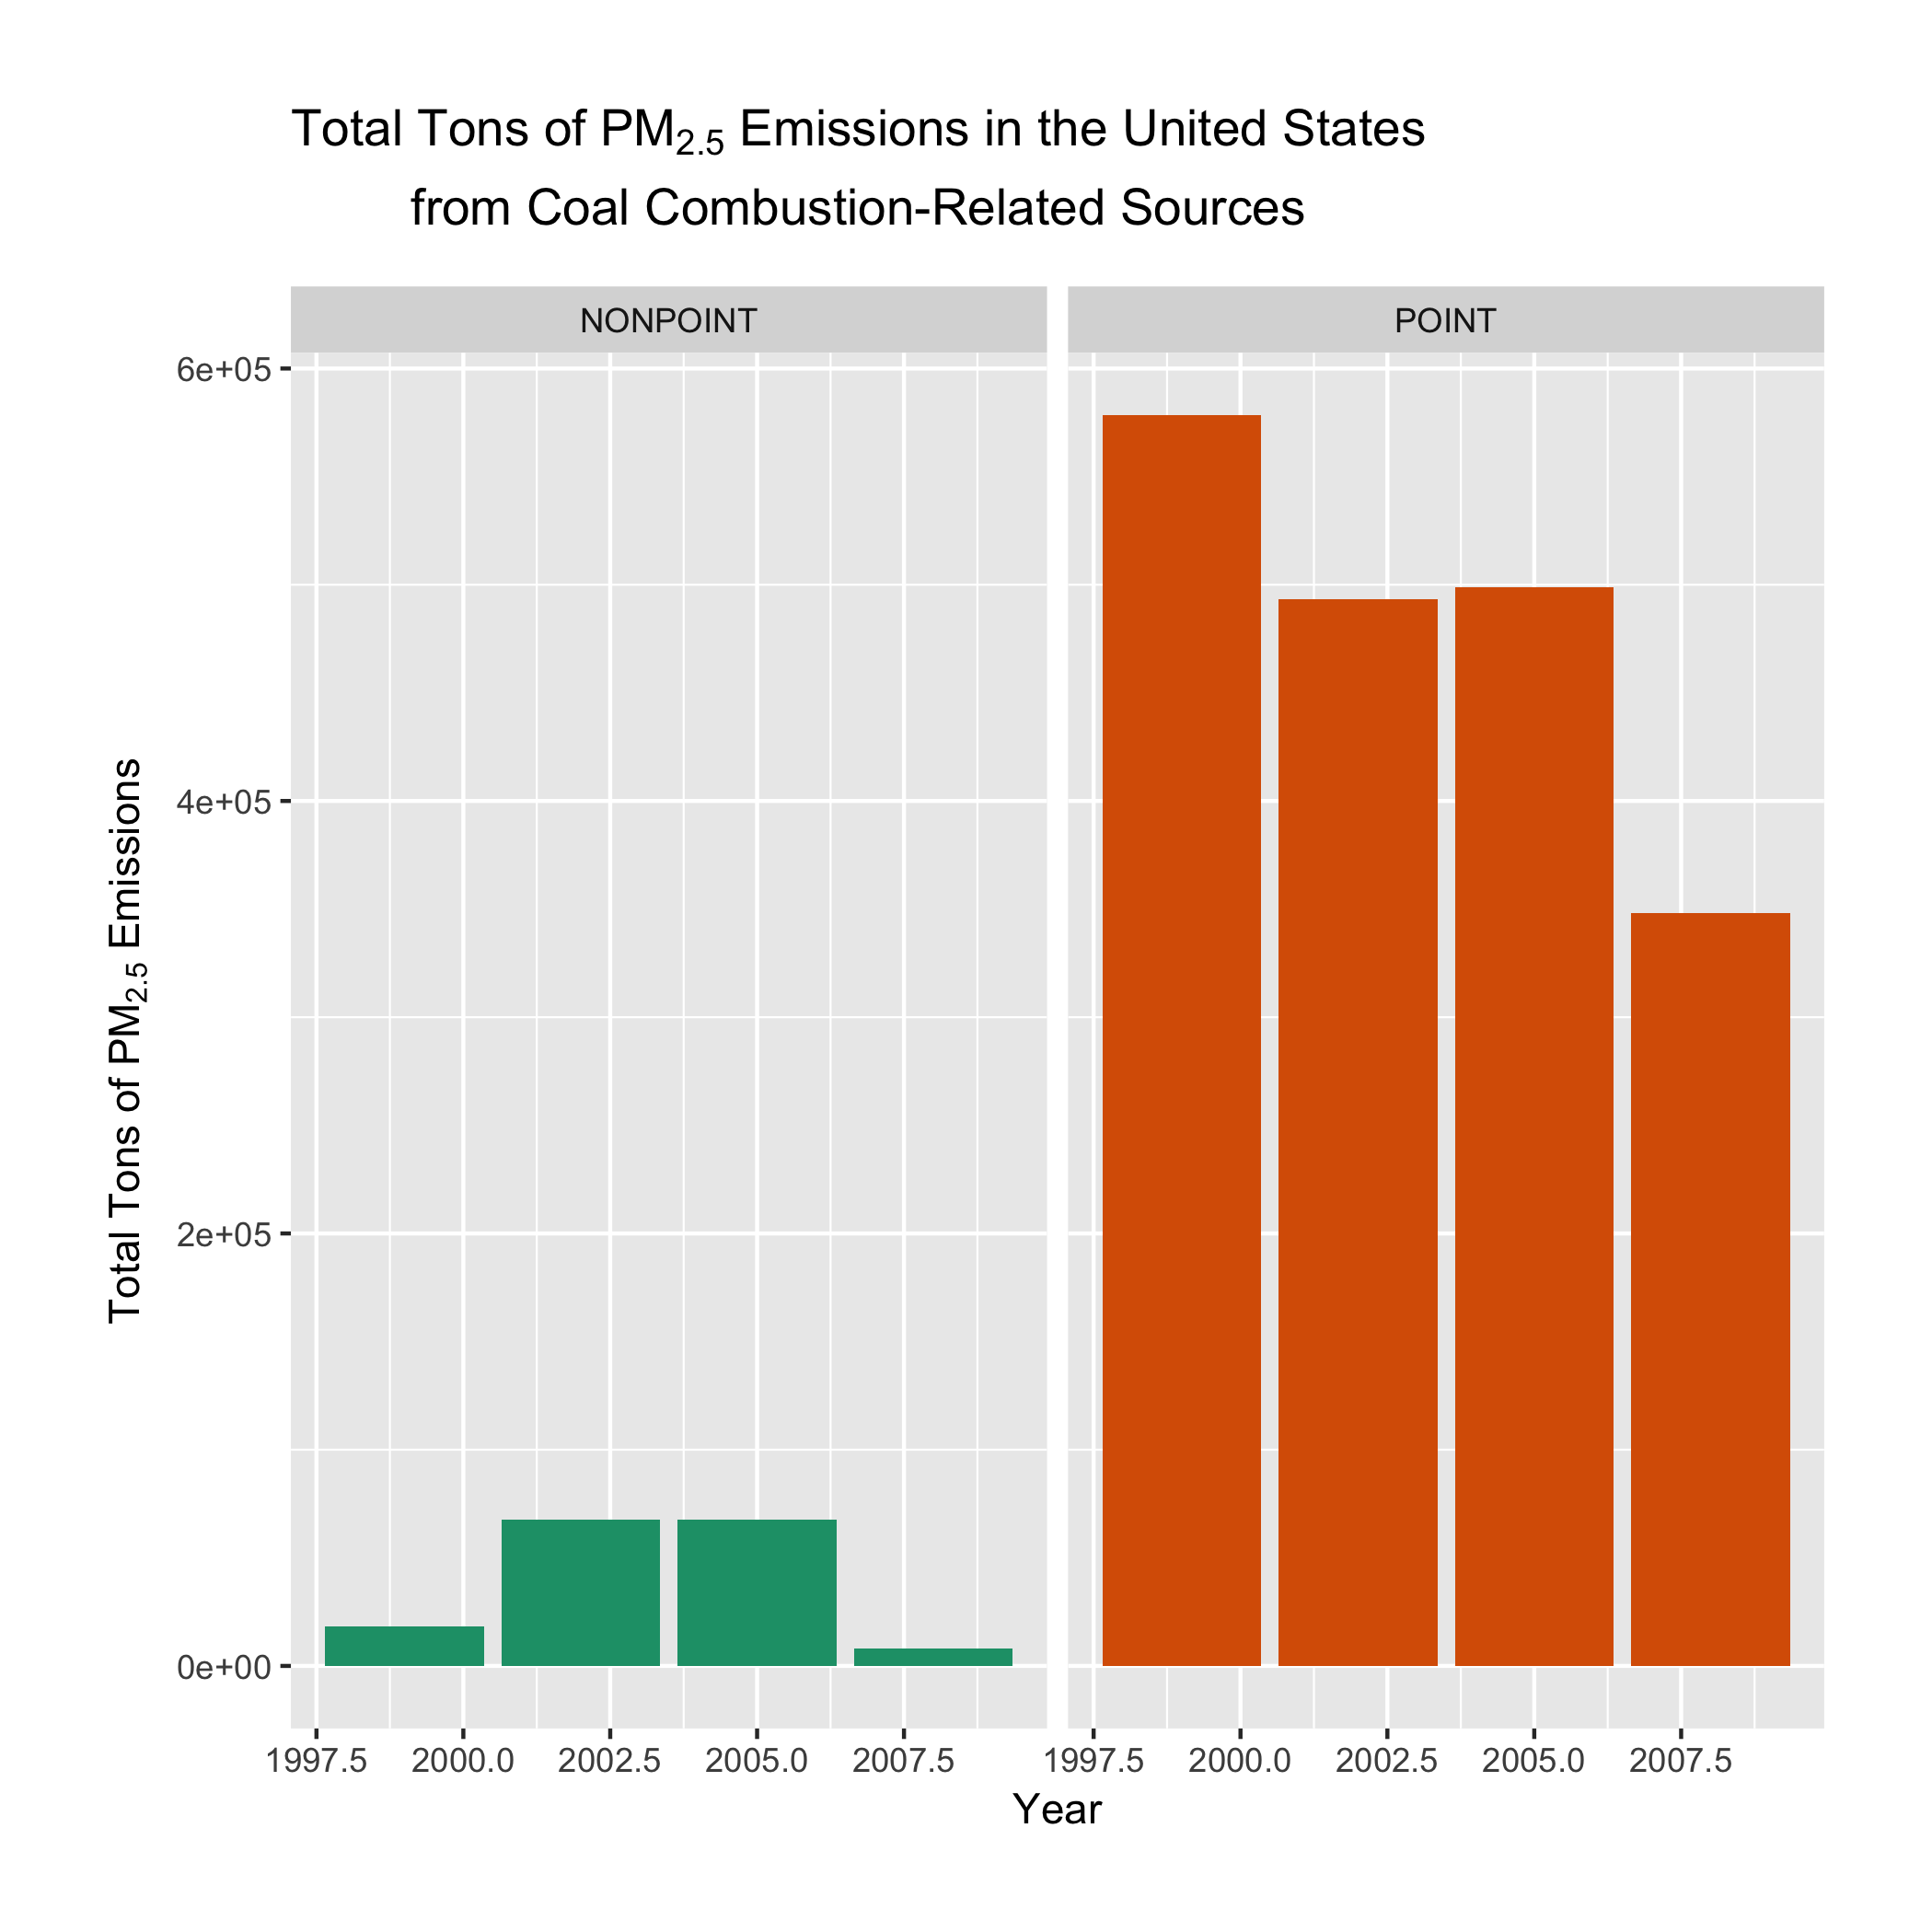 Total Tons of PM2.5 Emissions in the United States
from Coal Combustion-Related Sources
NONPOINT
POINT
6e+05
4e+05
2e+05
0e+00
Total Tons of PM2.5 Emissions
1997.5 2000.0 2002.5 2005.0 2007.5
1997.5 2000.0 2002.5 2005.0 2007.5
Year